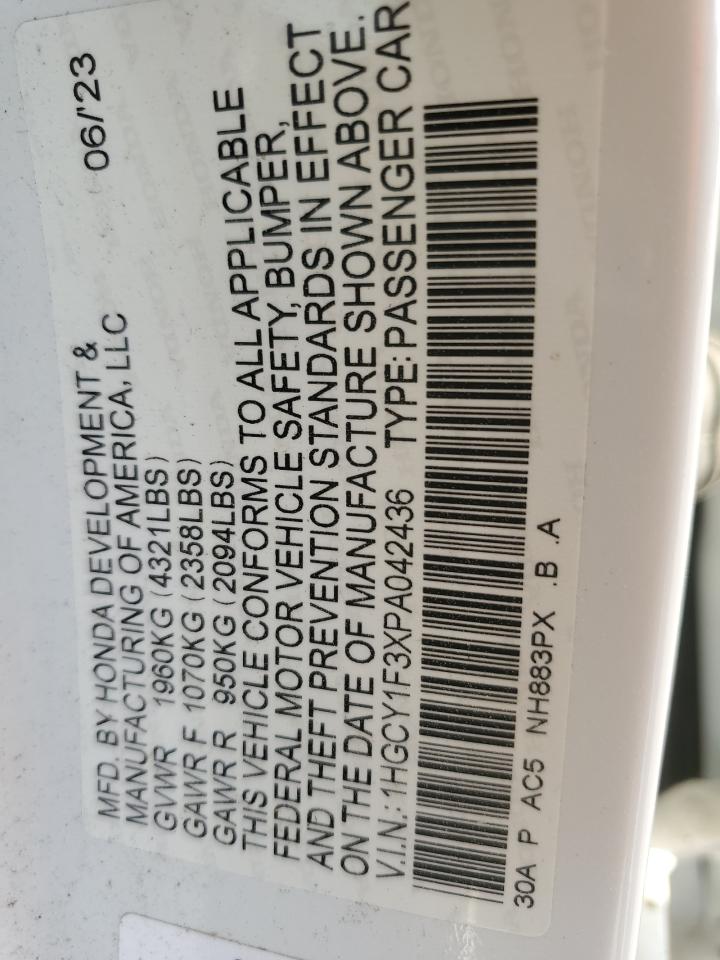 MFD. BY HONDA DEVELOPMENT &
MANUFACTURING OF AMERICA, LLC 06/'23
GVWR 1960KG (4321LBS)
GAWR F 1070KG (2358LBS)
GAWR R 950KG (2094LBS)
THIS VEHICLE CONFORMS TO ALL APPLICABLE
FEDERAL MOTOR VEHICLE SAFETY, BUMPER,
AND THEFT PREVENTION STANDARDS IN EFFECT
ON THE DATE OF MANUFACTURE SHOWN ABOVE.
V.I.N.: 1HGCY1F3XPA042436 TYPE: PASSENGER CAR
30A P AC5 NH883PX .B .A